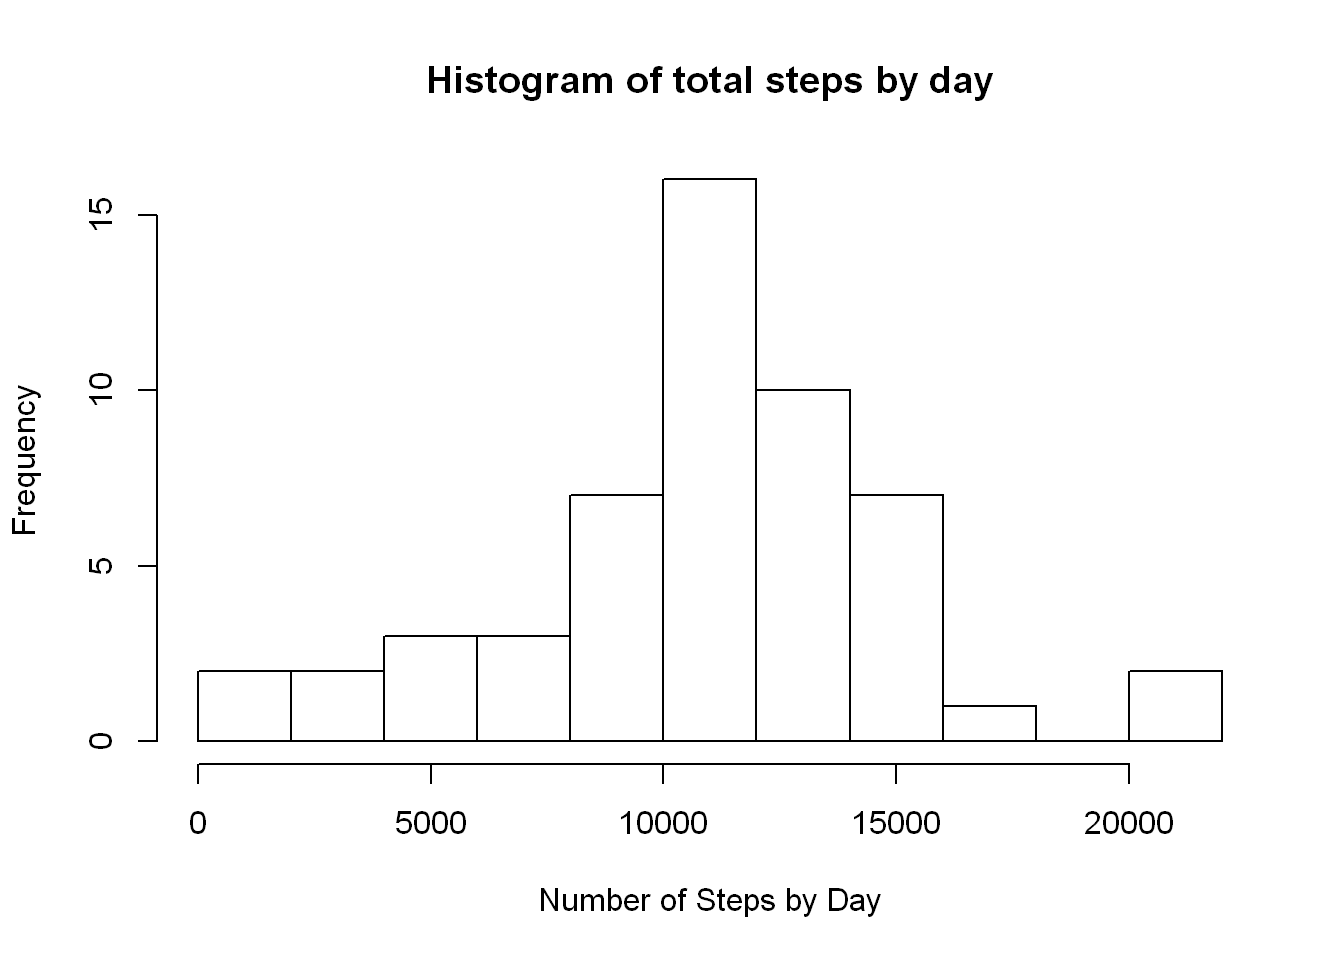 Histogram of total steps by day
Frequency
15
10
5
0
0 5000 10000 15000 20000
Number of Steps by Day